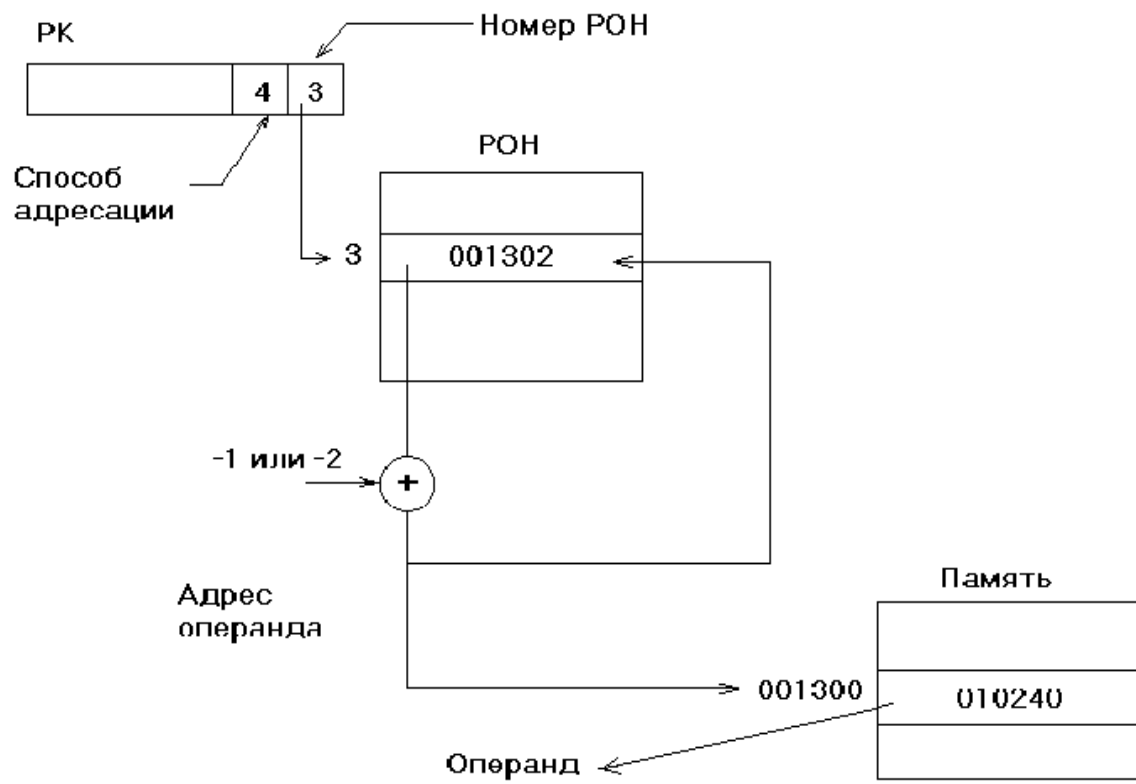 Номер РОН
РК
4 3
Способ
адресации
РОН
3 001302
-1 или -2
+
Адрес
операнда
Память
001300 010240
Операнд